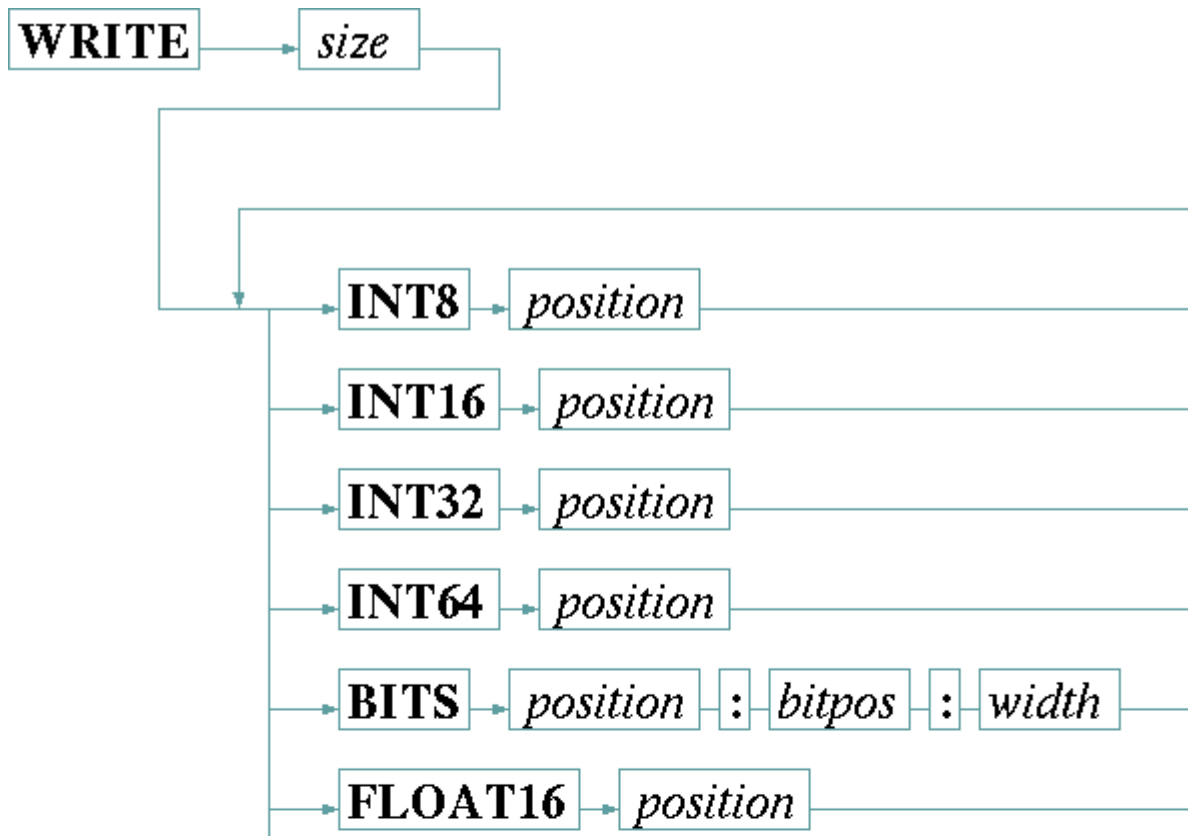 WRITE size
INT8 position
INT16 position
INT32 position
INT64 position
BITS position : bitpos : width
FLOAT16 position